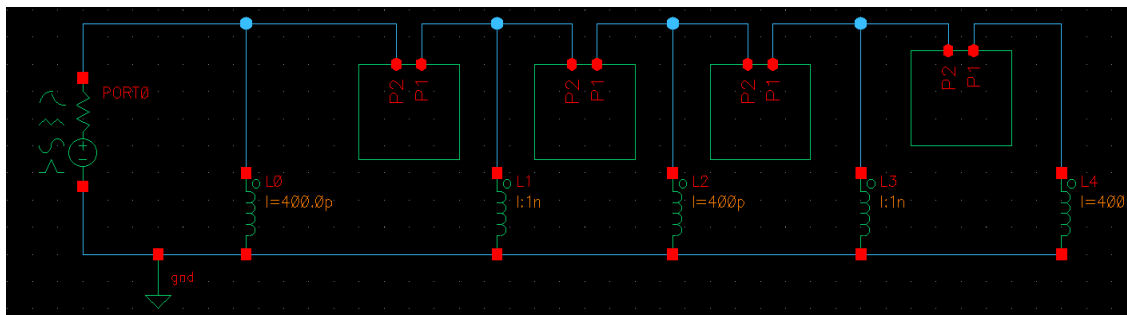 PORT0
P2 P1
P2 P1
P2 P1
P2 P1
L0
l=400.0p
L1
l:1n
L2
l=400p
L3
l:1n
L4
l=400
gnd